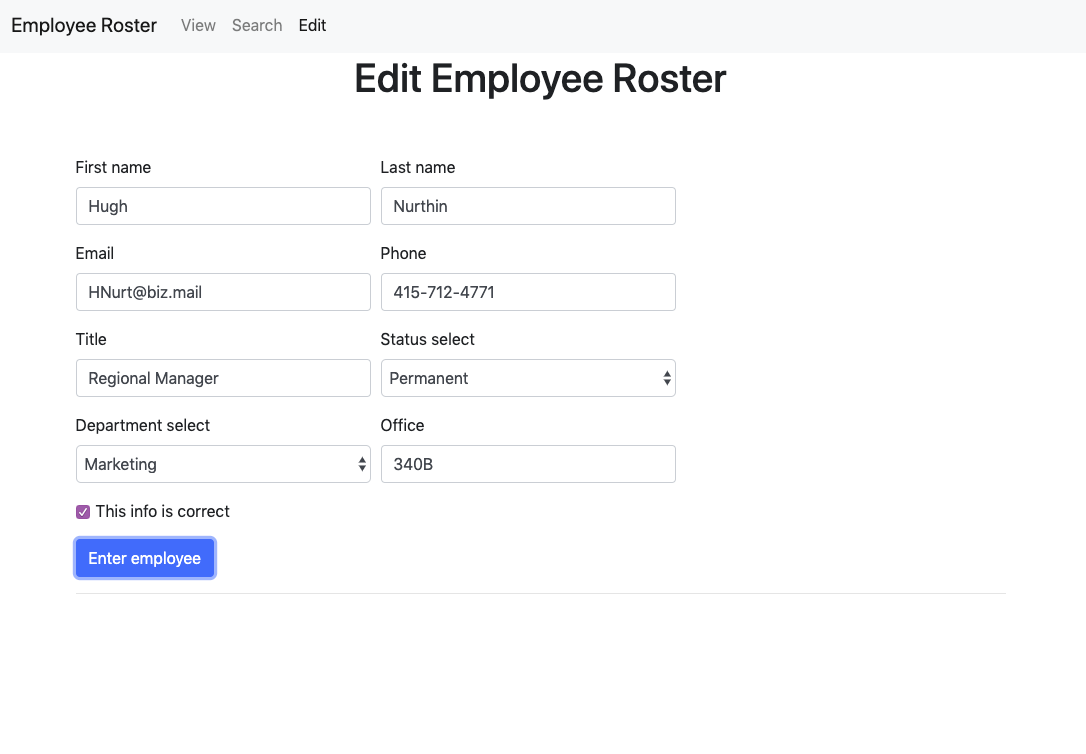 Employee Roster View Search Edit
Edit Employee Roster
First name Last name
Hugh Nurthin
Email Phone
HNurt@biz.mail 415-712-4771
Title Status select
Regional Manager Permanent
Department select Office
Marketing 340B
This info is correct
Enter employee